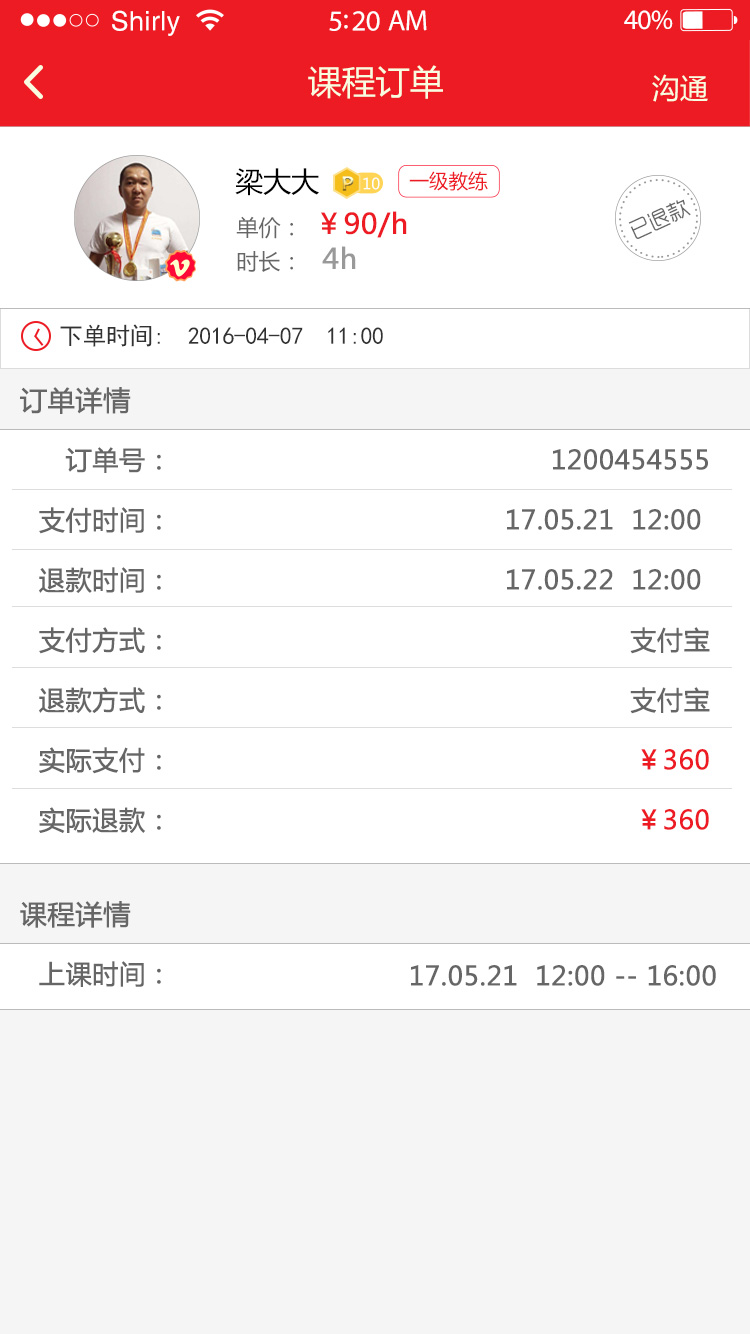 Shirly 5:20 AM 40%
课程订单 沟通
梁大大 P 10 一级教练
单价： ¥ 90/h
时长： 4h
已退款
下单时间： 2016-04-07 11:00
订单详情
订单号： 1200454555
支付时间： 17.05.21 12:00
退款时间： 17.05.22 12:00
支付方式： 支付宝
退款方式： 支付宝
实际支付： ¥ 360
实际退款： ¥ 360
课程详情
上课时间： 17.05.21 12:00 -- 16:00